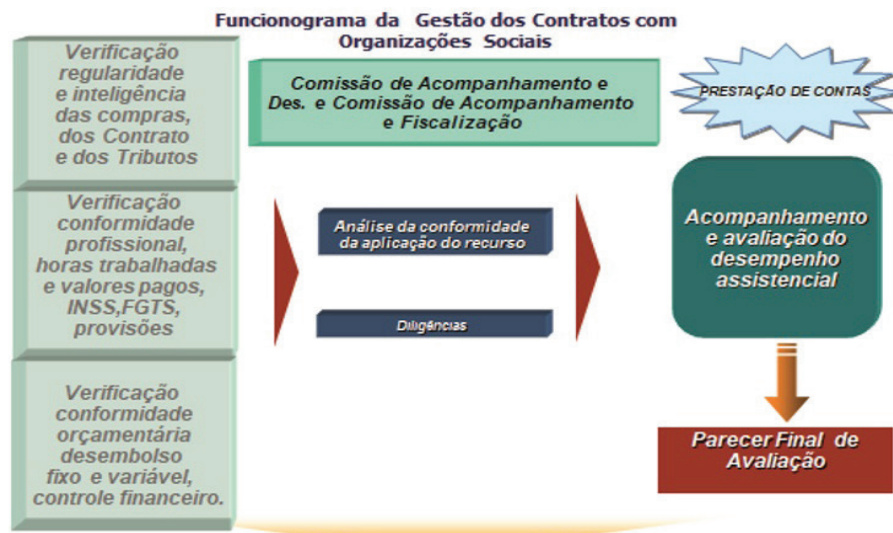 Funcionograma da Gestão dos Contratos com
Organizações Sociais
Verificação
regularidade
e inteligência
das compras,
dos Contrato
e dos Tributos
Verificação
conformidade
profissional,
horas trabalhadas
e valores pagos,
INSS,FGTS,
provisões
Verificação
conformidade
orçamentária
desembolso
fixo e variável,
controle financeiro.
Comissão de Acompanhamento e
Des. e Comissão de Acompanhamento
e Fiscalização
Análise da conformidade
da aplicação do recurso
Diligências
PRESTAÇÃO DE CONTAS
Acompanhamento
e avaliação do
desempenho
assistencial
Parecer Final de
Avaliação